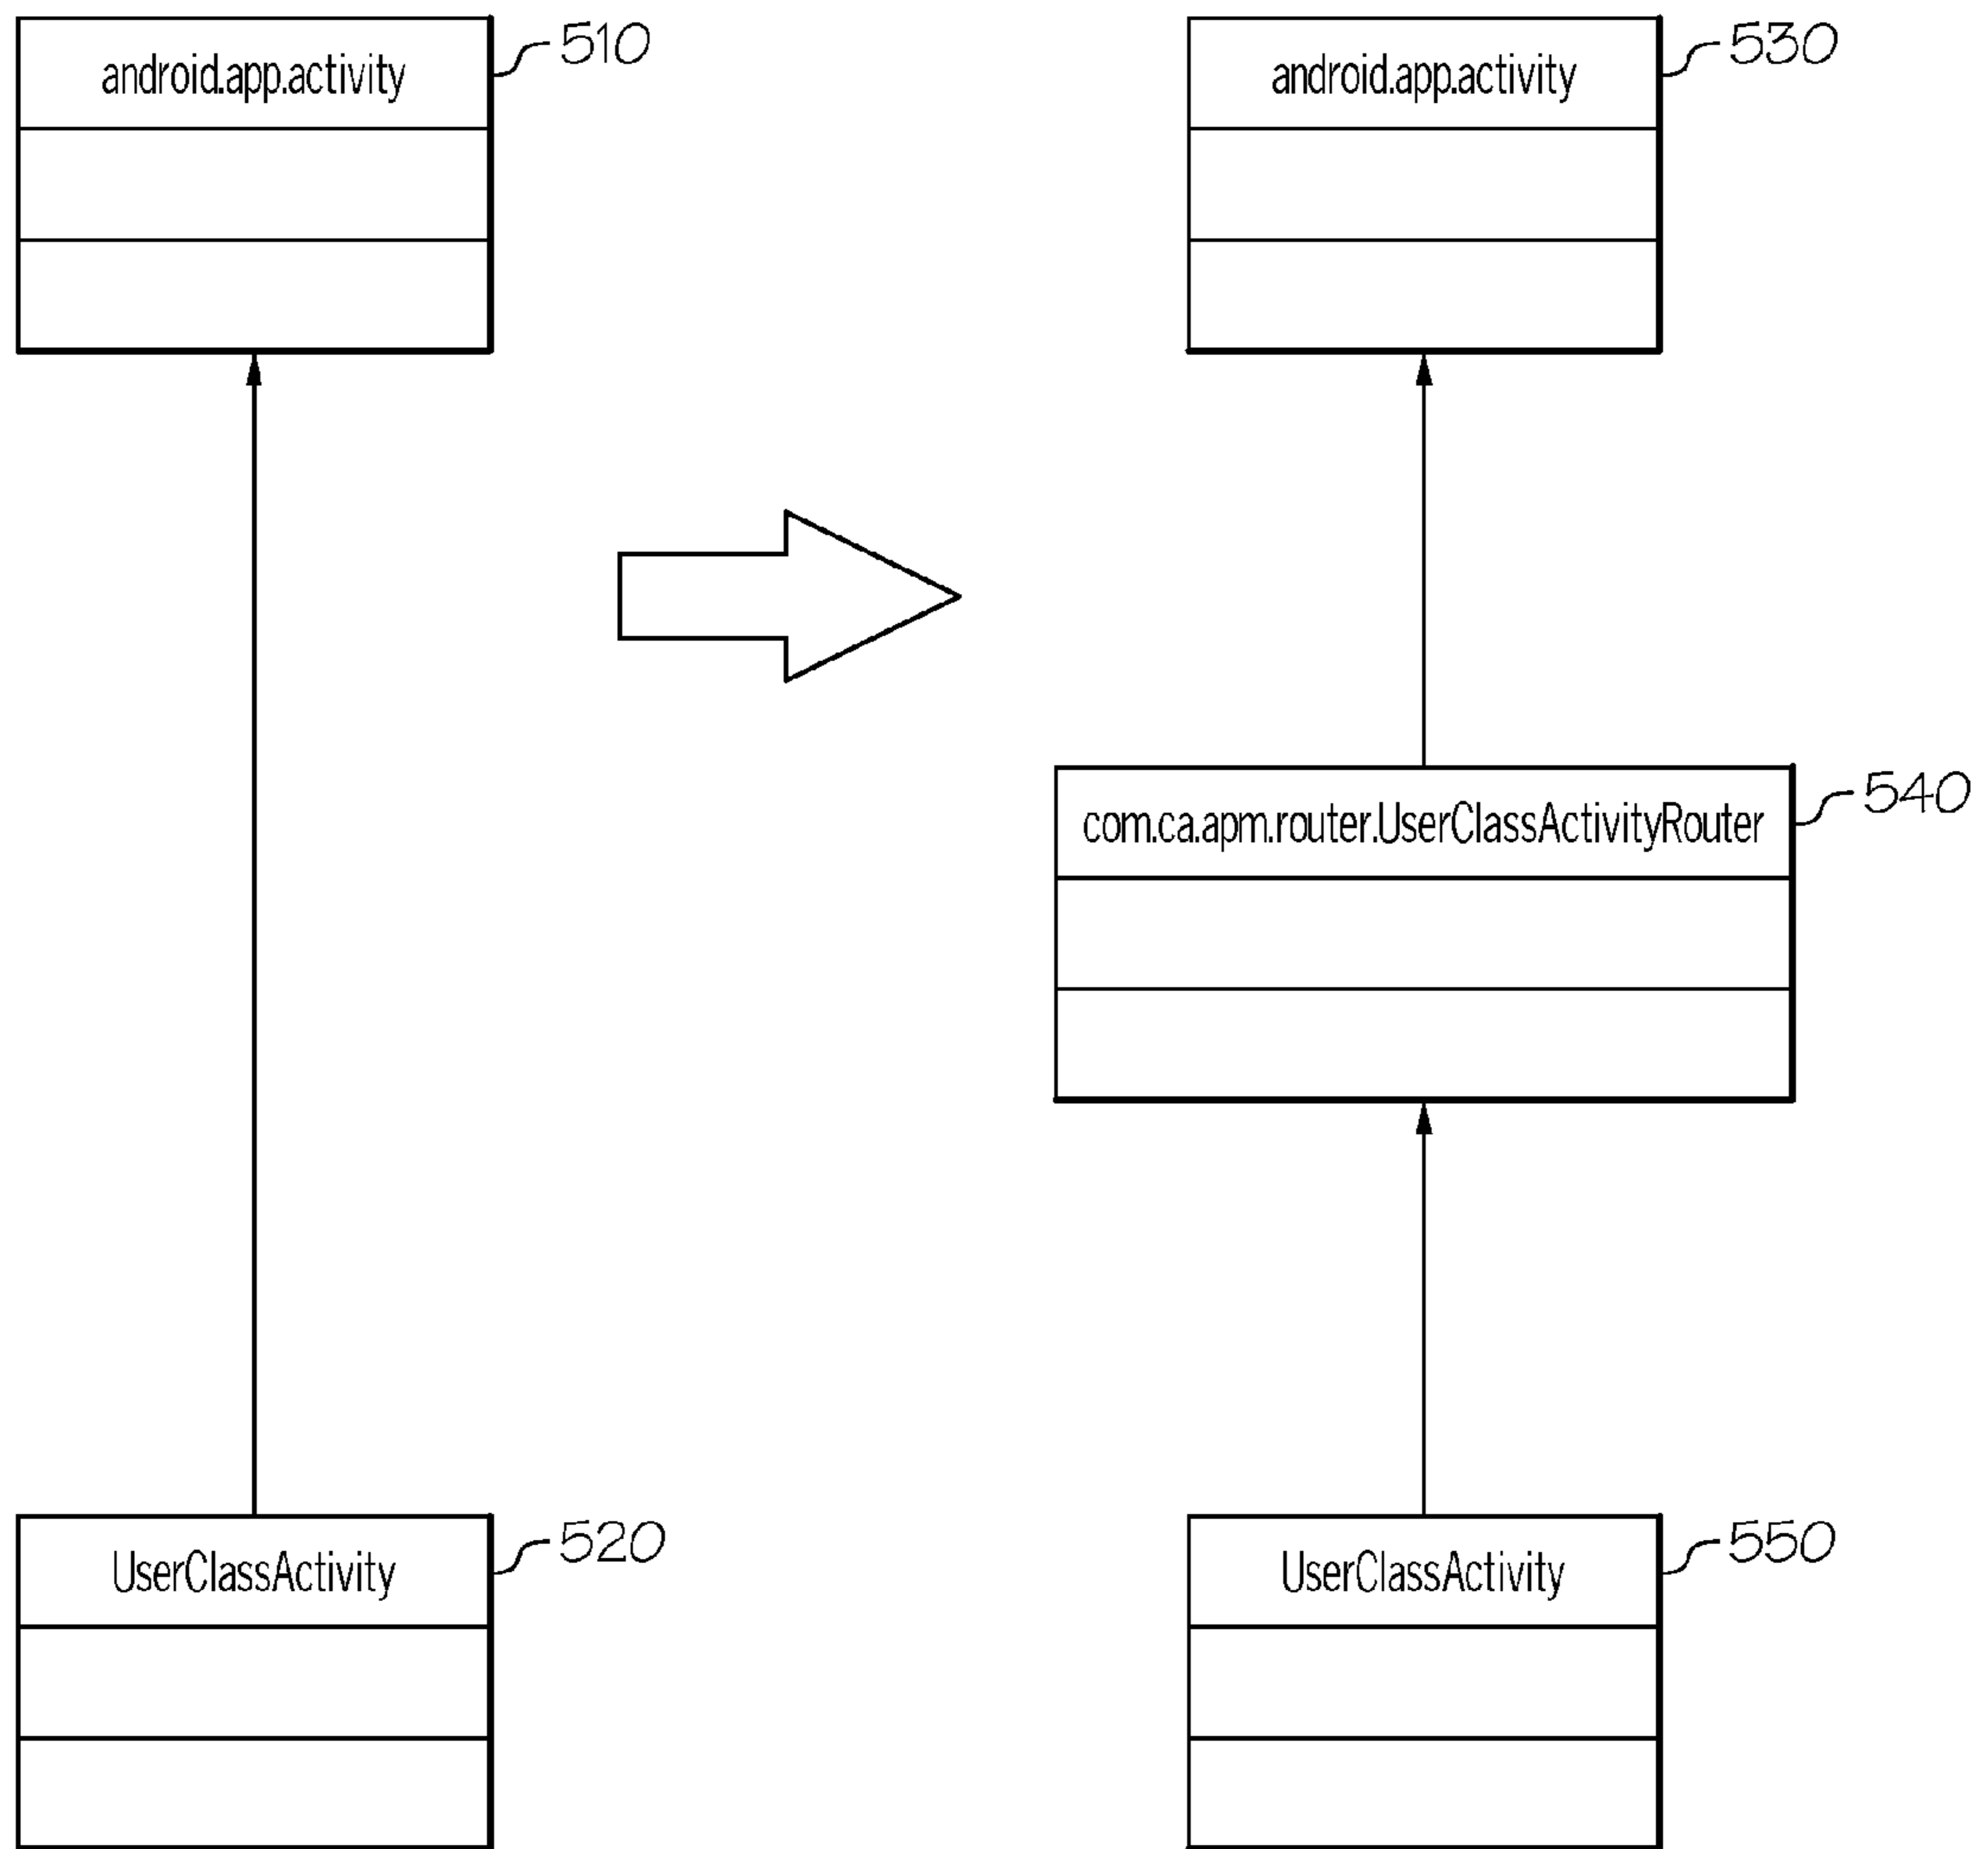 android.app.activity 510
android.app.activity 530
com.ca.apm.router.UserClassActivityRouter 540
UserClassActivity 520
UserClassActivity 550